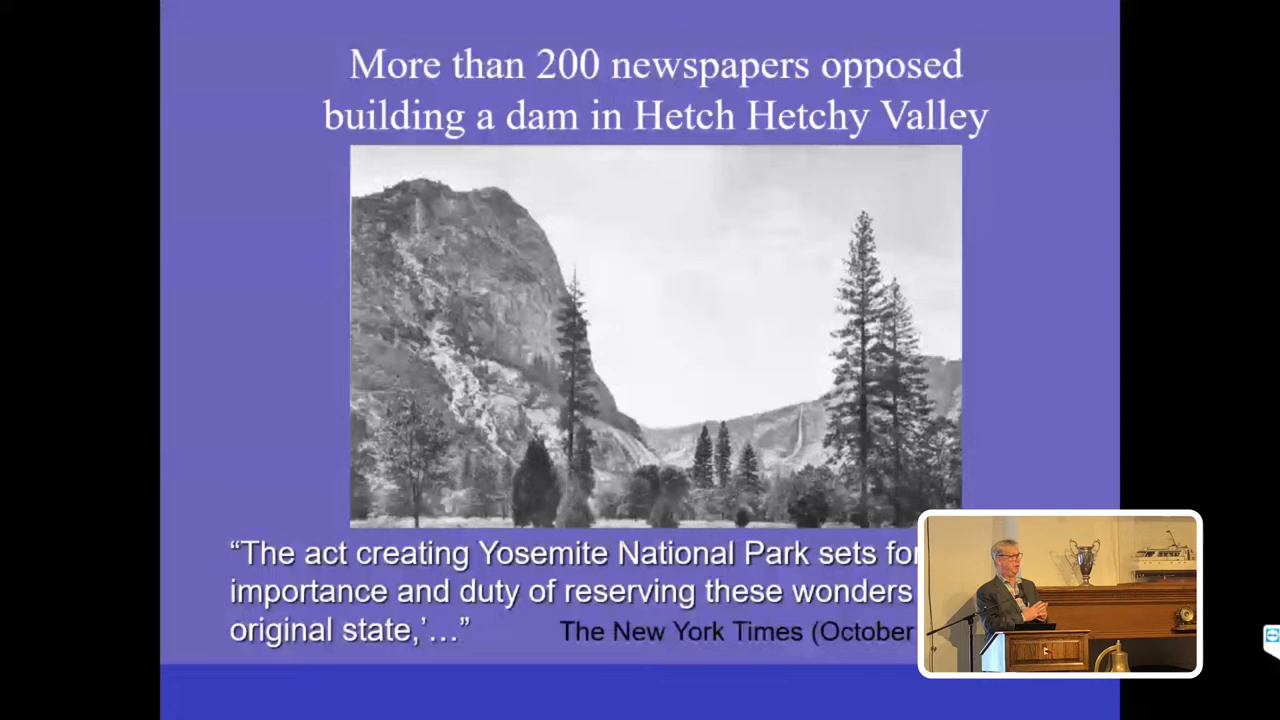 More than 200 newspapers opposed
building a dam in Hetch Hetchy Valley
“The act creating Yosemite National Park sets
importance and duty of reserving these wonders
original state,’…”
The New York Times (October